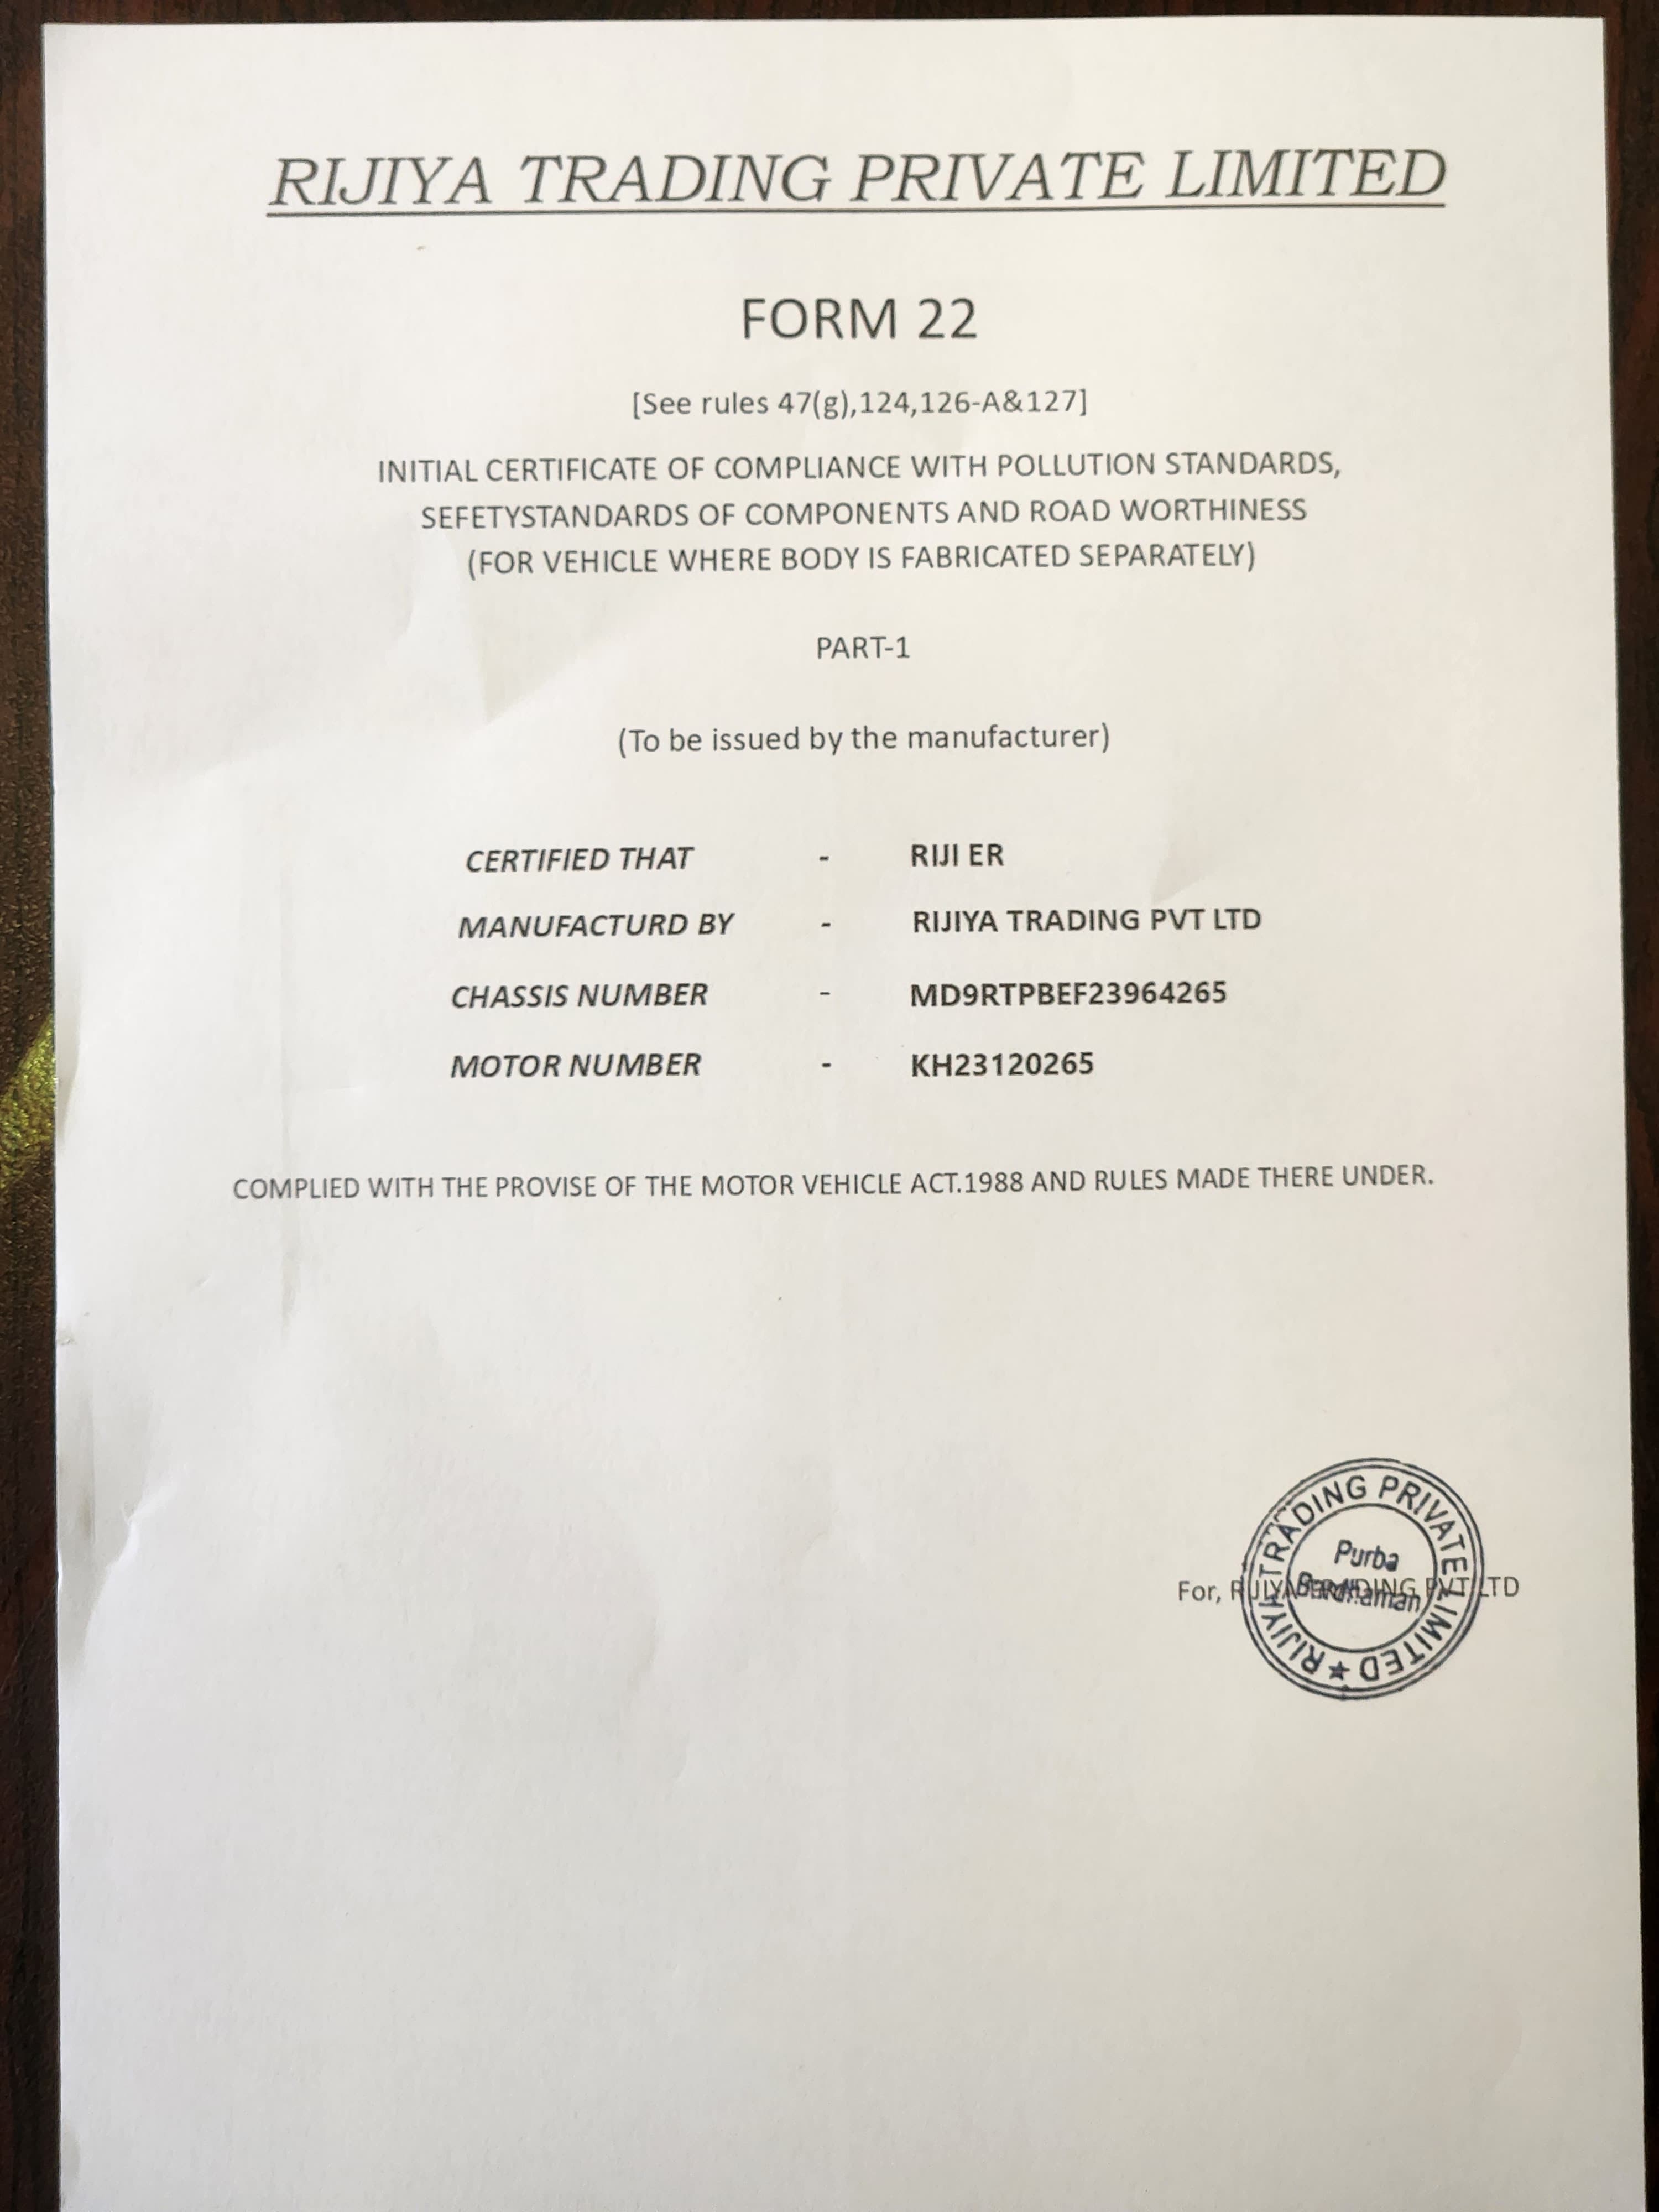 RIJIYA TRADING PRIVATE LIMITED
FORM 22
[See rules 47(g),124,126-A&127]
INITIAL CERTIFICATE OF COMPLIANCE WITH POLLUTION STANDARDS,
SEFETYSTANDARDS OF COMPONENTS AND ROAD WORTHINESS
(FOR VEHICLE WHERE BODY IS FABRICATED SEPARATELY)
PART-1
(To be issued by the manufacturer)
CERTIFIED THAT - RIJI ER
MANUFACTURD BY - RIJIYA TRADING PVT LTD
CHASSIS NUMBER - MD9RTPBEF23964265
MOTOR NUMBER - KH23120265
COMPLIED WITH THE PROVISE OF THE MOTOR VEHICLE ACT.1988 AND RULES MADE THERE UNDER.
For, RIJIYA TRADING PVT LTD
RIJIYA TRADING PRIVATE LIMITED ★
Purba
Bardhaman